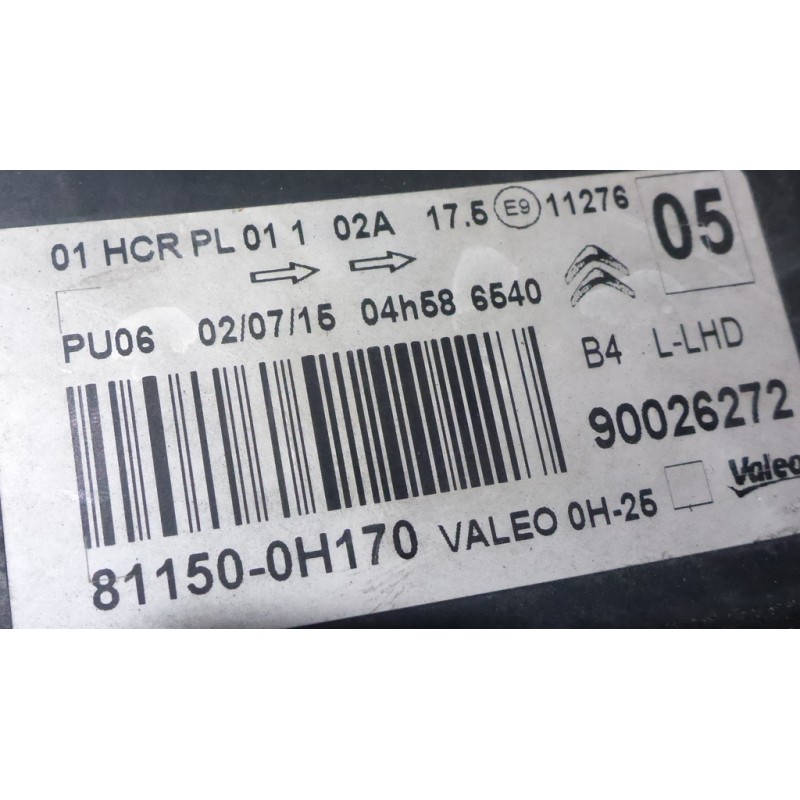 01 HCR PL 01 1 02A 17.5 E9 11276 05
PU06 02/07/15 04h58 6540
B4 L-LHD
90026272
81150-0H170 VALEO 0H-25 Valeo